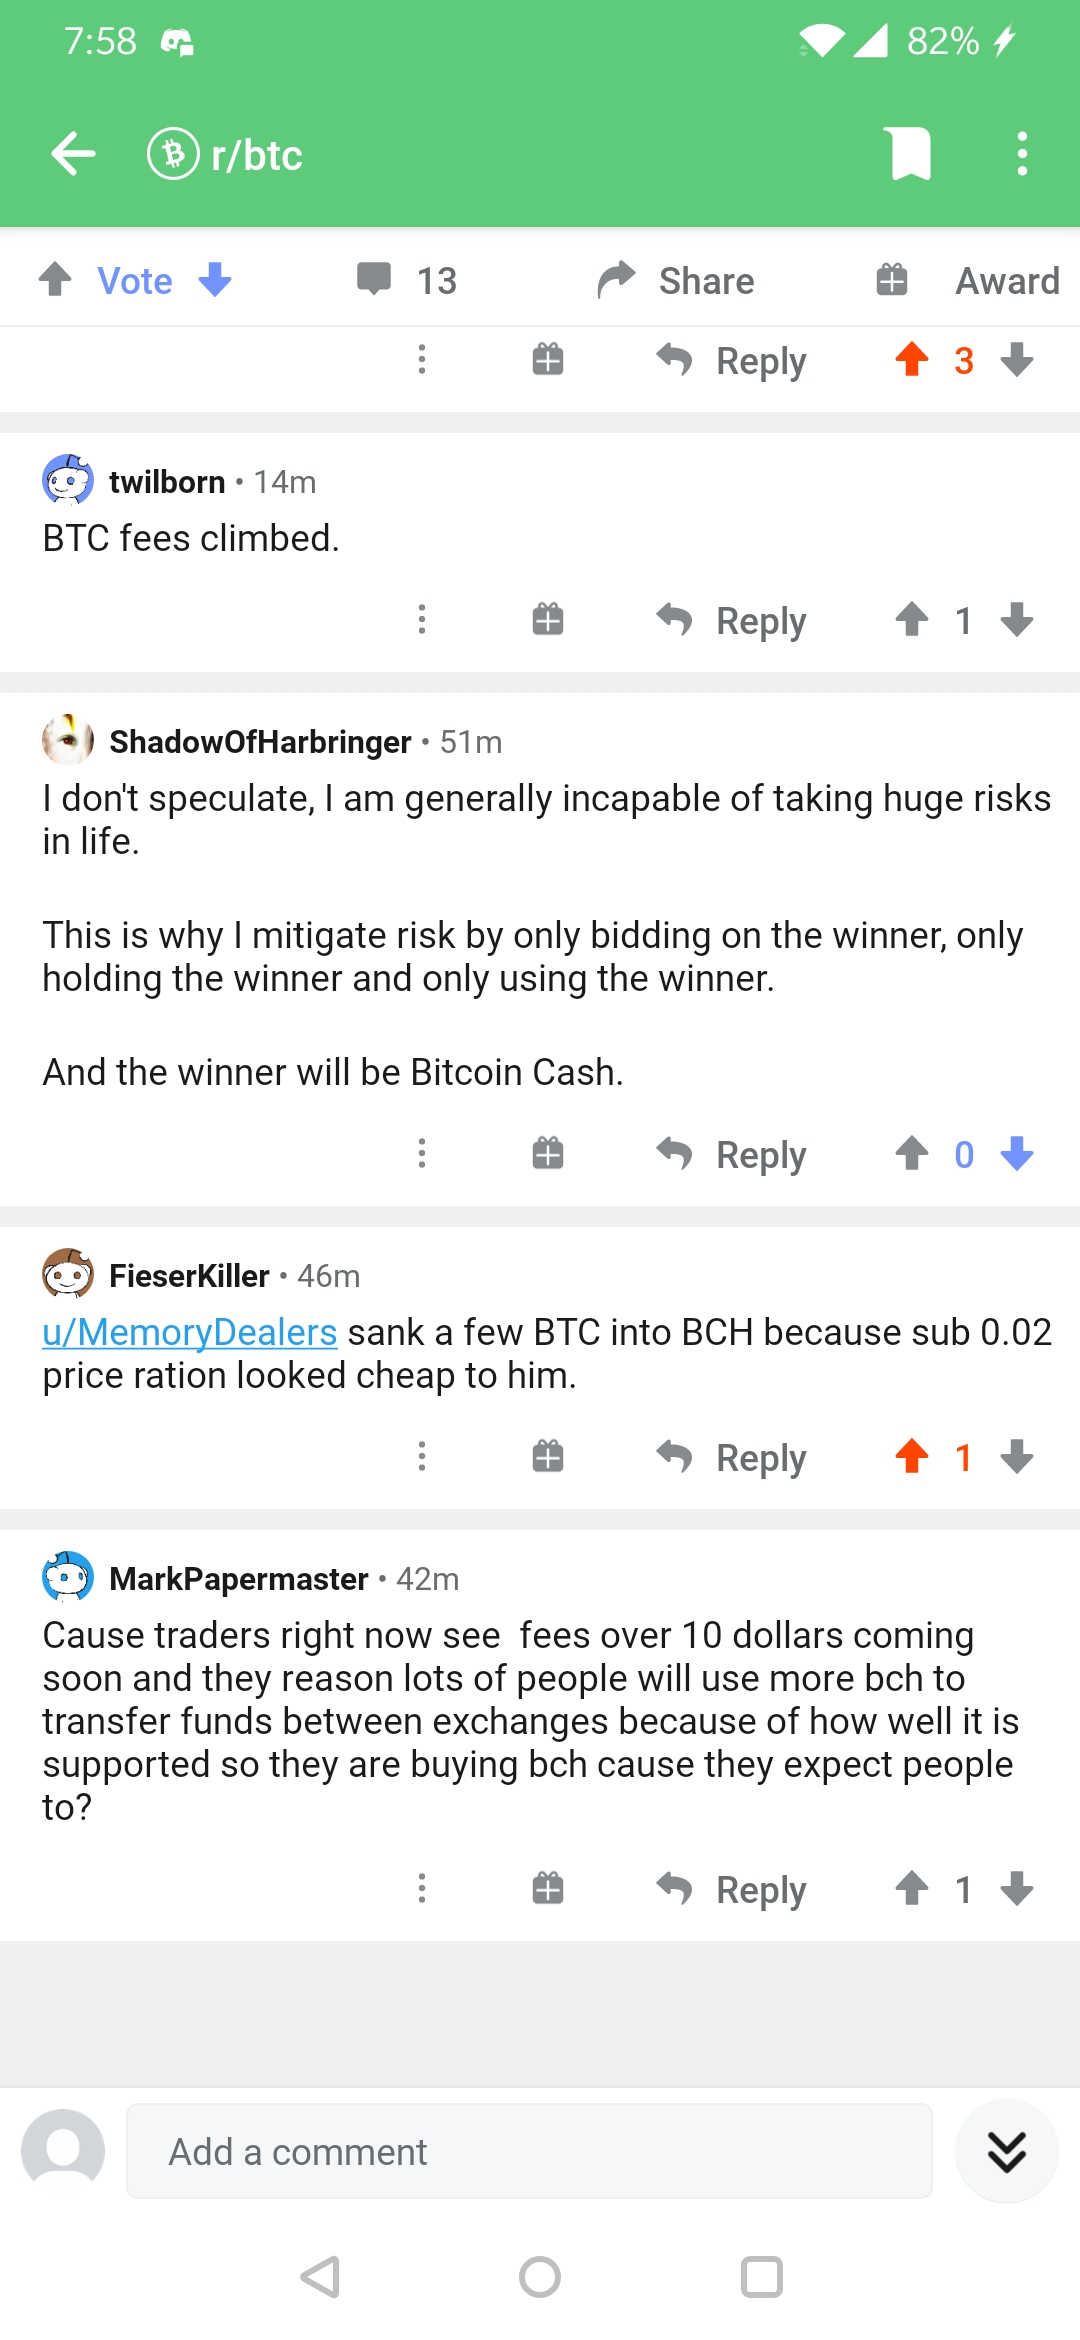 7:58 82%
r/btc
Vote 13 Share Award
Reply 3
twilborn • 14m
BTC fees climbed.
Reply 1
ShadowOfHarbringer • 51m
I don't speculate, I am generally incapable of taking huge risks
in life.
This is why I mitigate risk by only bidding on the winner, only
holding the winner and only using the winner.
And the winner will be Bitcoin Cash.
Reply 0
FieserKiller • 46m
u/MemoryDealers sank a few BTC into BCH because sub 0.02
price ration looked cheap to him.
Reply 1
MarkPapermaster • 42m
Cause traders right now see  fees over 10 dollars coming
soon and they reason lots of people will use more bch to
transfer funds between exchanges because of how well it is
supported so they are buying bch cause they expect people
to?
Reply 1
Add a comment